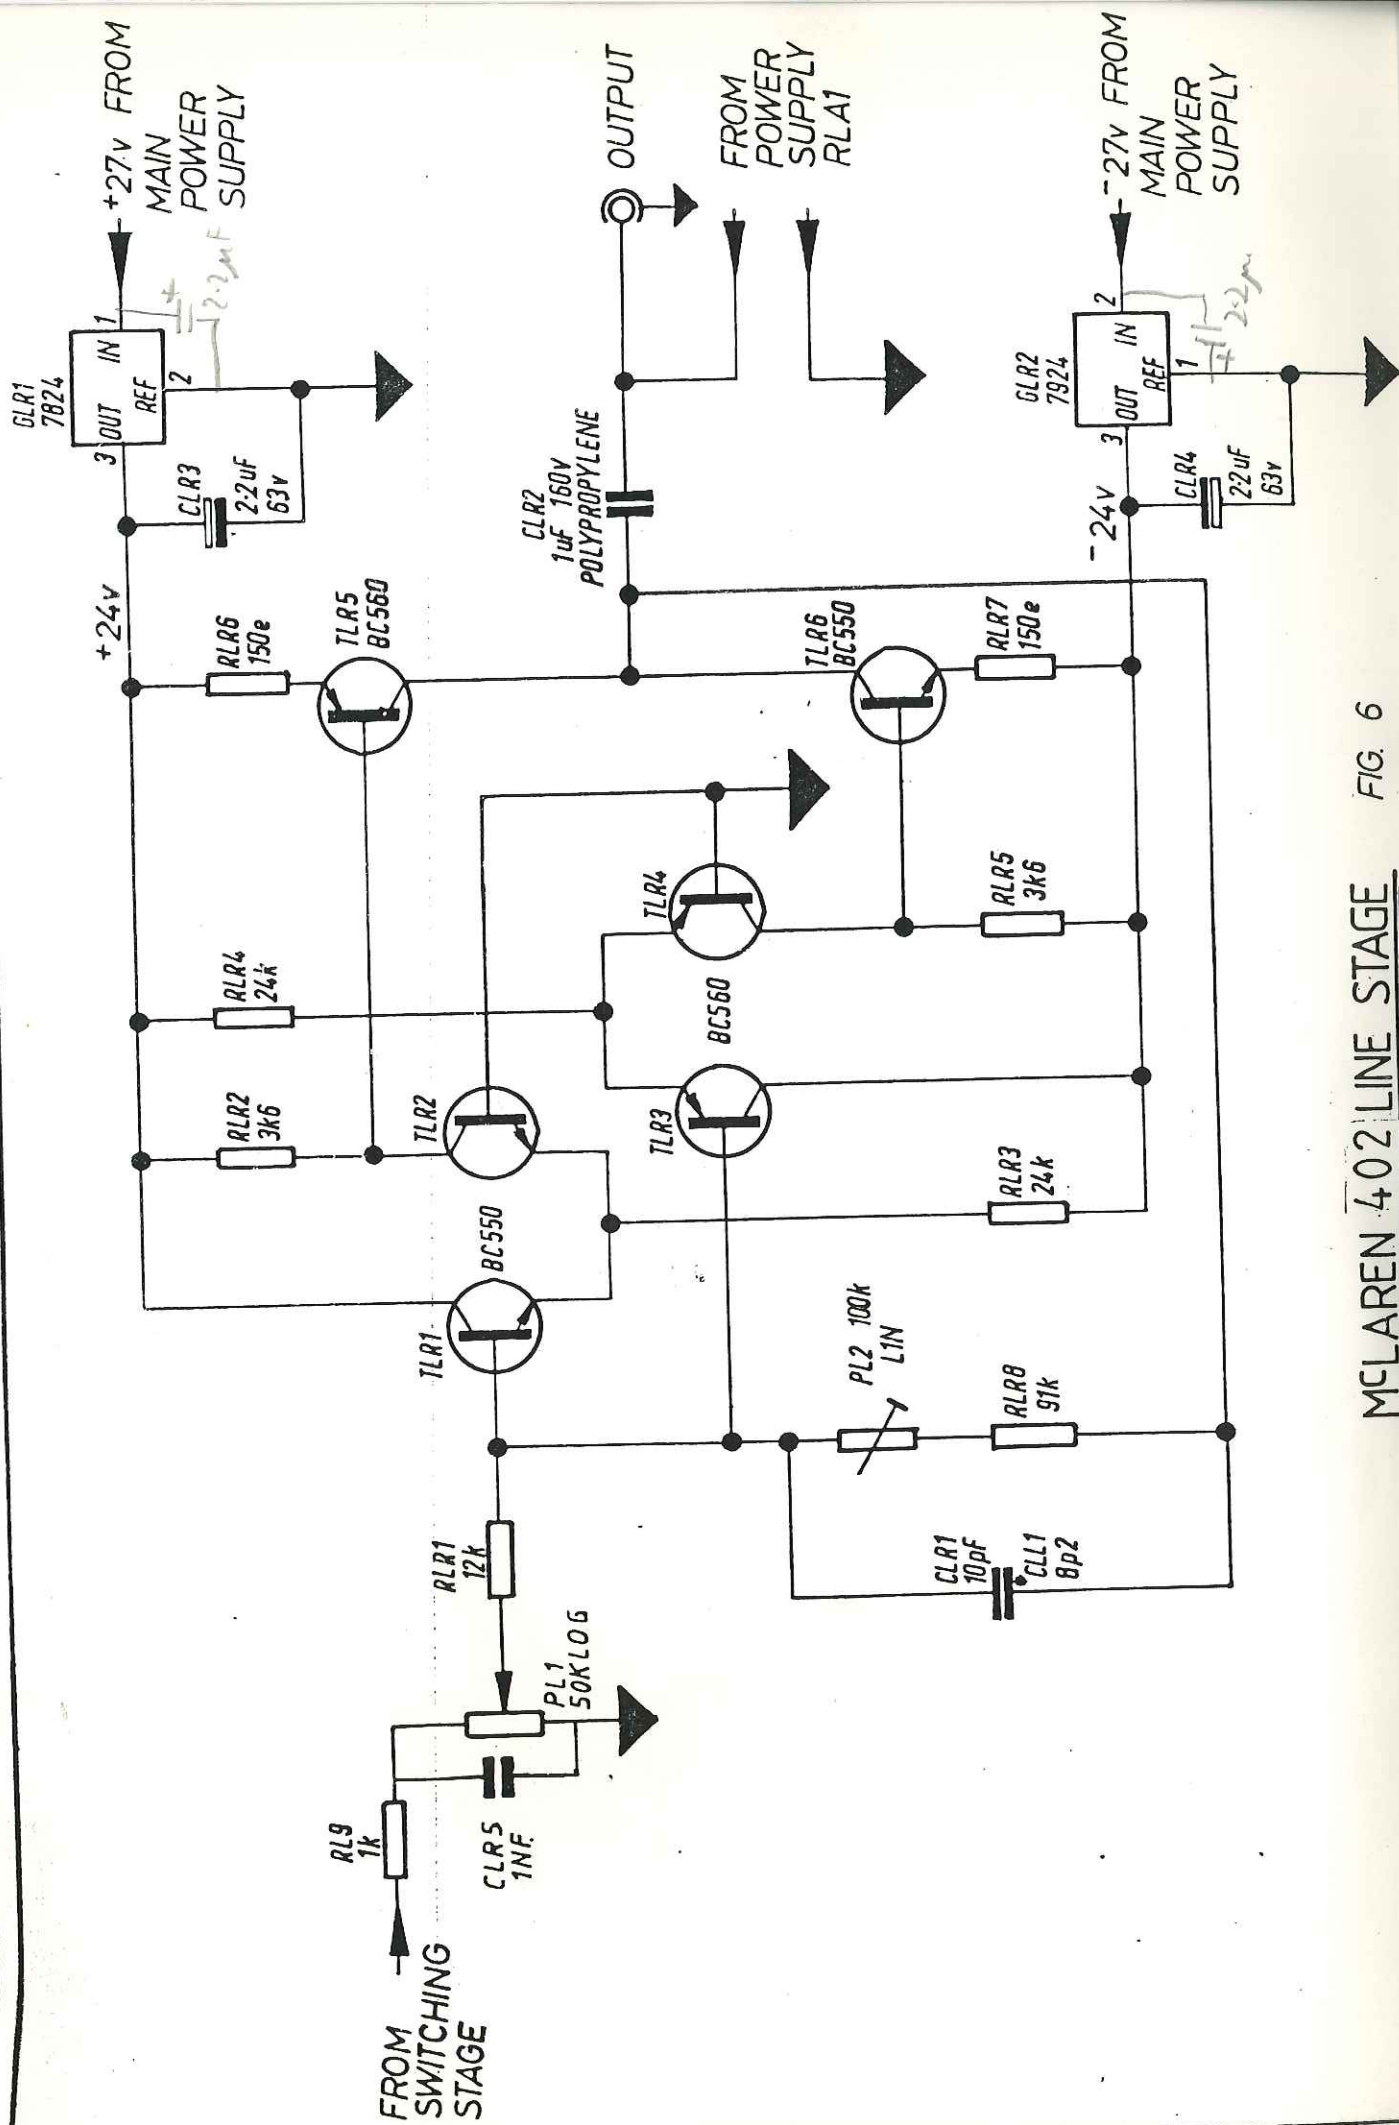 +27v FROM
MAIN
POWER
SUPPLY
GLR1
7824
1
IN
OUT
REF
3
2
+
2.2µF
CLR3
2·2uF
63v
+24v
OUTPUT
FROM
POWER
SUPPLY
RLA1
CLR2
1uF 160v
POLYPROPYLENE
-27v FROM
MAIN
POWER
SUPPLY
GLR2
7924
2
IN
OUT
REF
3
1
+
2.2µ
CLR4
2·2uF
63v
-24v
RLR6
150e
TLR5
BC560
TLR6
BC550
RLR7
150e
RLR4
24k
RLR2
3k6
TLR2
BC550
TLR1
TLR4
BC560
TLR3
RLR5
3k6
RLR3
24k
PL2 100k
LIN
RLR8
91k
RLR1
12k
CLR1
10pF
CLL1
8p2
PL1
50KLOG
RL9
1k
CLR5
1NF.
FROM
SWITCHING
STAGE
MCLAREN 402 LINE STAGE FIG. 6